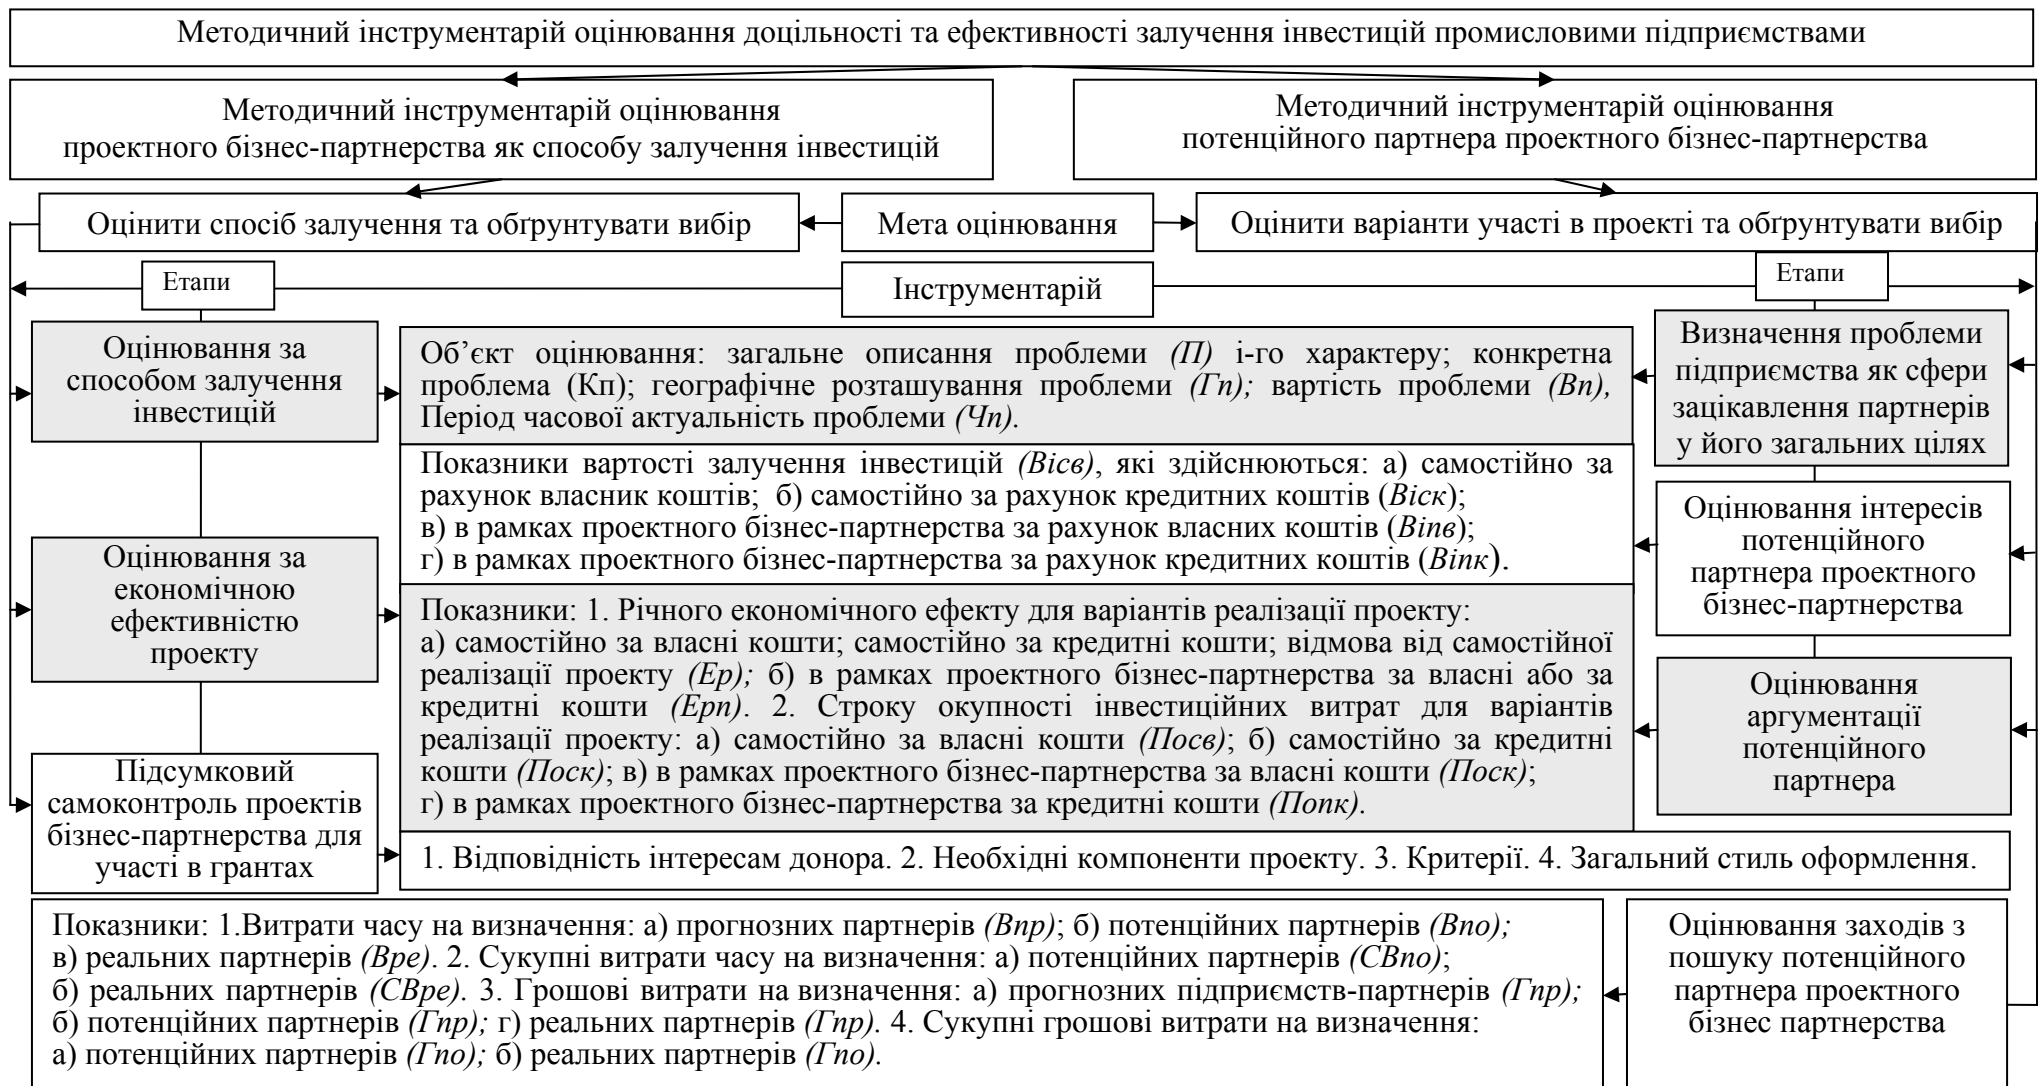 Методичний інструментарій оцінювання доцільності та ефективності залучення інвестицій промисловими підприємствами
Методичний інструментарій оцінювання
проектного бізнес-партнерства як способу залучення інвестицій
Методичний інструментарій оцінювання
потенційного партнера проектного бізнес-партнерства
Оцінити спосіб залучення та обґрунтувати вибір
Мета оцінювання
Оцінити варіанти участі в проекті та обґрунтувати вибір
Етапи
Інструментарій
Етапи
Оцінювання за
способом залучення
інвестицій
Об’єкт оцінювання: загальне описання проблеми (П) і-го характеру; конкретна
проблема (Кп); географічне розташування проблеми (Гп); вартість проблеми (Вп),
Період часової актуальність проблеми (Чп).
Визначення проблеми
підприємства як сфери
зацікавлення партнерів
у його загальних цілях
Показники вартості залучення інвестицій (Вісв), які здійснюються: а) самостійно за
рахунок власник коштів; б) самостійно за рахунок кредитних коштів (Віск);
в) в рамках проектного бізнес-партнерства за рахунок власних коштів (Віпв);
г) в рамках проектного бізнес-партнерства за рахунок кредитних коштів (Віпк).
Оцінювання інтересів
потенційного
партнера проектного
бізнес-партнерства
Оцінювання за
економічною
ефективністю
проекту
Показники: 1. Річного економічного ефекту для варіантів реалізації проекту:
а) самостійно за власні кошти; самостійно за кредитні кошти; відмова від самостійної
реалізації проекту (Ер); б) в рамках проектного бізнес-партнерства за власні або за
кредитні кошти (Ерп). 2. Строку окупності інвестиційних витрат для варіантів
реалізації проекту: а) самостійно за власні кошти (Посв); б) самостійно за кредитні
кошти (Поск); в) в рамках проектного бізнес-партнерства за власні кошти (Поск);
г) в рамках проектного бізнес-партнерства за кредитні кошти (Попк).
Оцінювання
аргументації
потенційного
партнера
Підсумковий
самоконтроль проектів
бізнес-партнерства для
участі в грантах
1. Відповідність інтересам донора. 2. Необхідні компоненти проекту. 3. Критерії. 4. Загальний стиль оформлення.
Показники: 1.Витрати часу на визначення: а) прогнозних партнерів (Впр); б) потенційних партнерів (Впо);
в) реальних партнерів (Вре). 2. Сукупні витрати часу на визначення: а) потенційних партнерів (СВпо);
б) реальних партнерів (СВре). 3. Грошові витрати на визначення: а) прогнозних підприємств-партнерів (Гпр);
б) потенційних партнерів (Гпр); г) реальних партнерів (Гпр). 4. Сукупні грошові витрати на визначення:
а) потенційних партнерів (Гпо); б) реальних партнерів (Гпо).
Оцінювання заходів з
пошуку потенційного
партнера проектного
бізнес партнерства